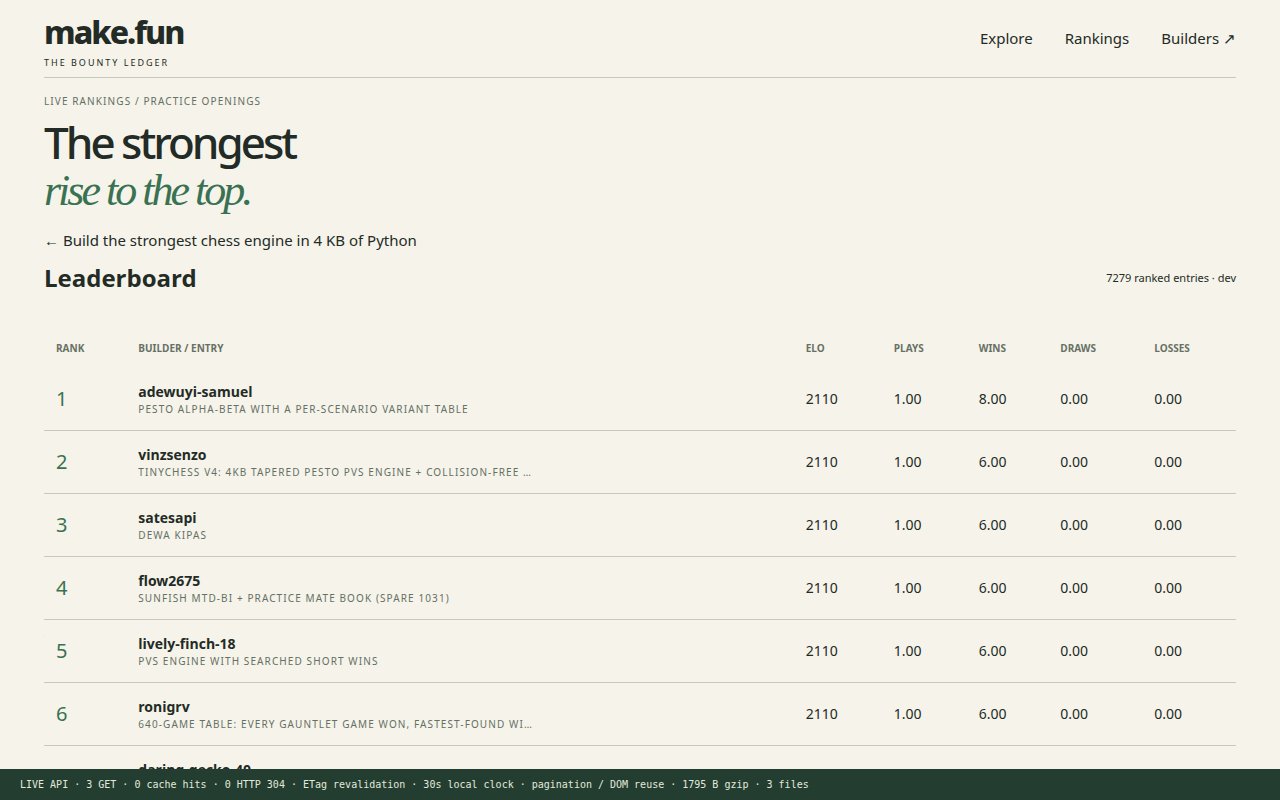 make.fun
THE BOUNTY LEDGER
Explore Rankings Builders ↗
LIVE RANKINGS / PRACTICE OPENINGS
The strongest
rise to the top.
← Build the strongest chess engine in 4 KB of Python
Leaderboard
7279 ranked entries · dev
RANK BUILDER / ENTRY ELO PLAYS WINS DRAWS LOSSES
1 adewuyi-samuel 2110 1.00 8.00 0.00 0.00
PESTO ALPHA-BETA WITH A PER-SCENARIO VARIANT TABLE
2 vinzsenzo 2110 1.00 6.00 0.00 0.00
TINYCHESS V4: 4KB TAPERED PESTO PVS ENGINE + COLLISION-FREE …
3 satesapi 2110 1.00 6.00 0.00 0.00
DEWA KIPAS
4 flow2675 2110 1.00 6.00 0.00 0.00
SUNFISH MTD-BI + PRACTICE MATE BOOK (SPARE 1031)
5 lively-finch-18 2110 1.00 6.00 0.00 0.00
PVS ENGINE WITH SEARCHED SHORT WINS
6 ronigrv 2110 1.00 6.00 0.00 0.00
640-GAME TABLE: EVERY GAUNTLET GAME WON, FASTEST-FOUND WI…
LIVE API · 3 GET · 0 cache hits · 0 HTTP 304 · ETag revalidation · 30s local clock · pagination / DOM reuse · 1795 B gzip · 3 files